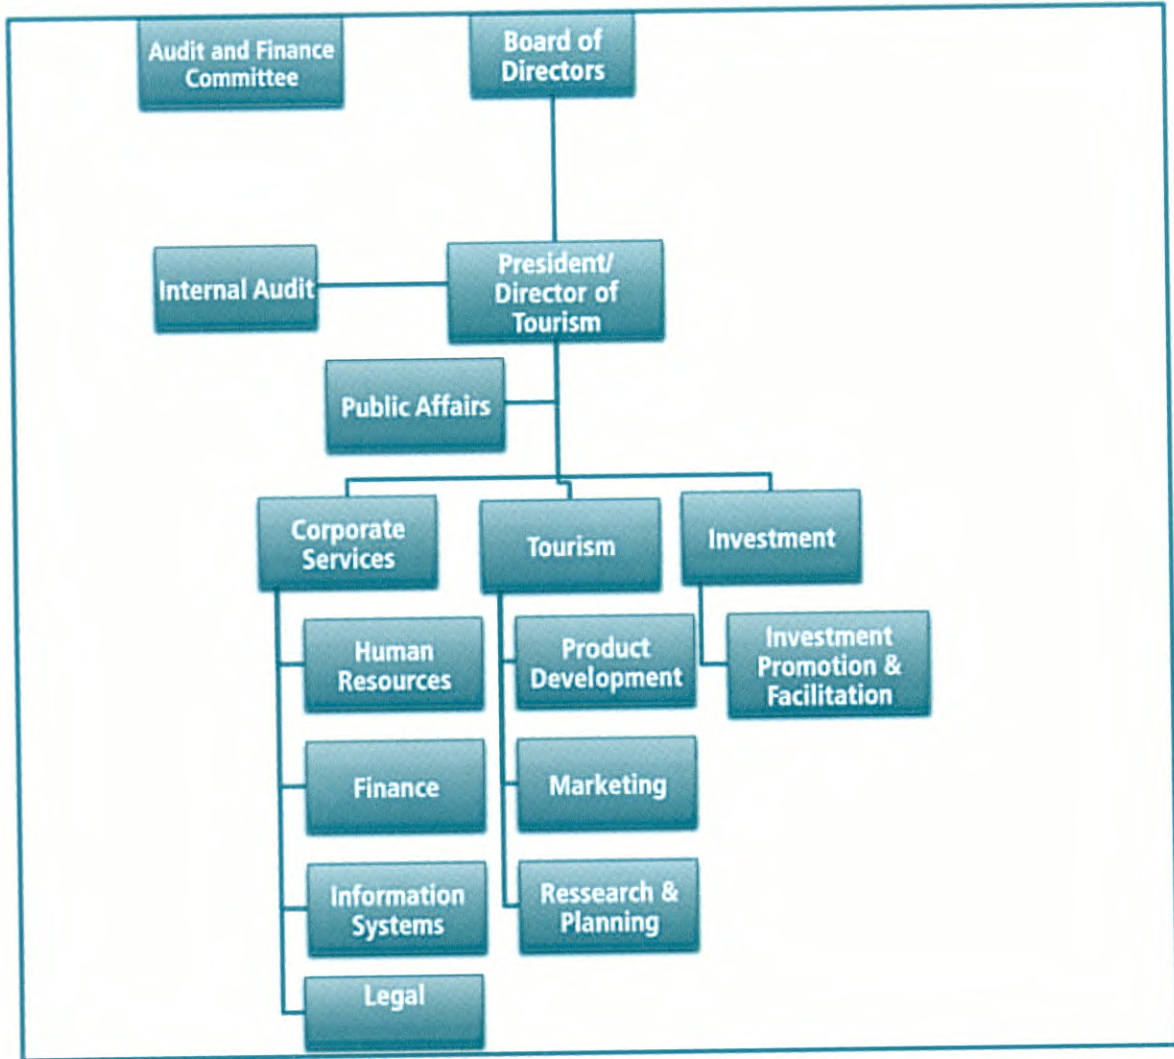 Audit and Finance
Committee
Board of
Directors
Internal Audit
President/
Director of
Tourism
Public Affairs
Corporate
Services
Tourism
Investment
Human
Resources
Product
Development
Investment
Promotion &
Facilitation
Finance
Marketing
Information
Systems
Ressearch &
Planning
Legal